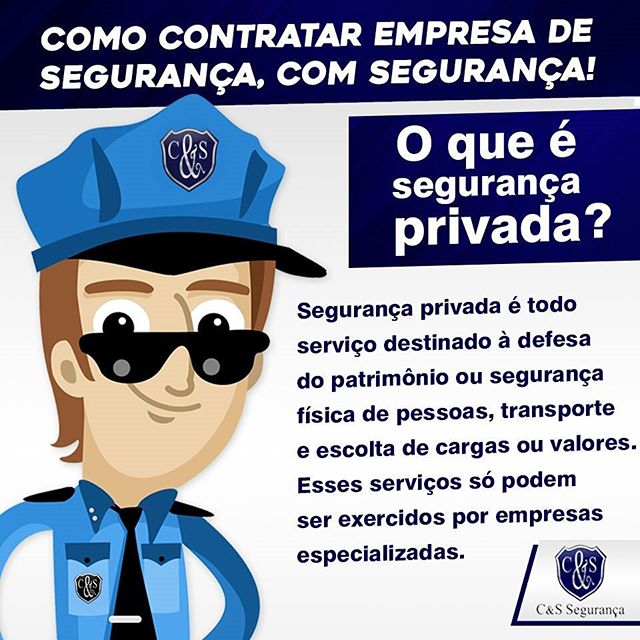 COMO CONTRATAR EMPRESA DE
SEGURANÇA, COM SEGURANÇA!
C&S
O que é
segurança
privada?
Segurança privada é todo
serviço destinado à defesa
do patrimônio ou segurança
física de pessoas, transporte
e escolta de cargas ou valores.
Esses serviços só podem
ser exercidos por empresas
especializadas.
C&S
C&S
C&S Segurança